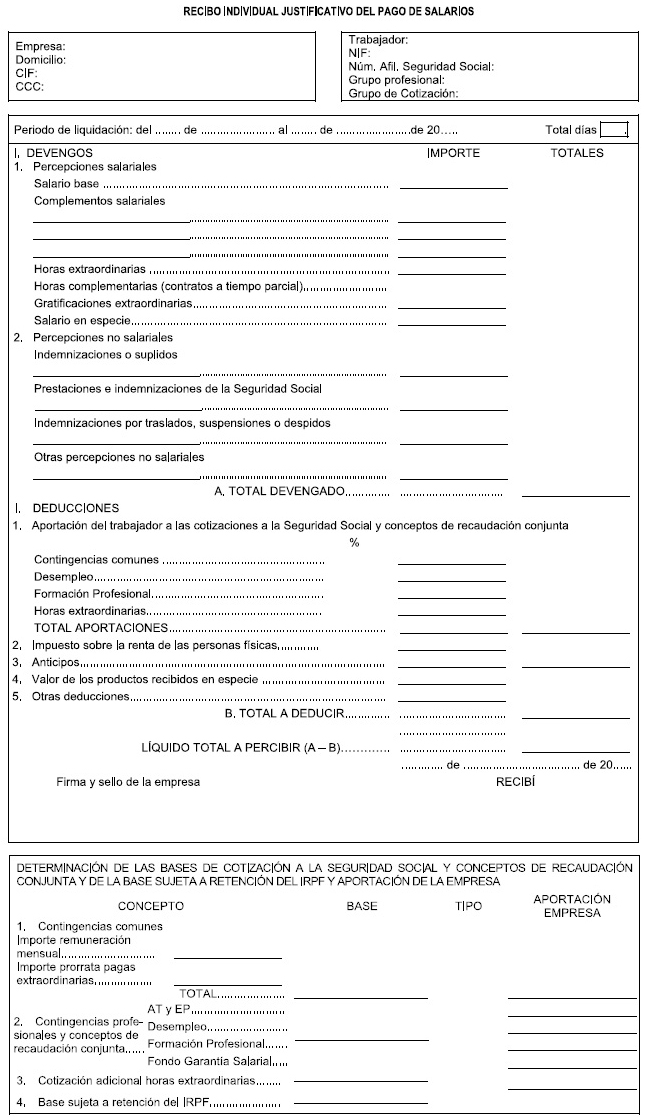 RECIBO INDIVIDUAL JUSTIFICATIVO DEL PAGO DE SALARIOS
Empresa:
Domicilio:
CIF:
CCC:
Trabajador:
NIF:
Núm. Afil. Seguridad Social:
Grupo profesional:
Grupo de Cotización:
Periodo de liquidación: del ....... de ....................... al ...... de .......................de 20..... Total días
I. DEVENGOS IMPORTE TOTALES
1. Percepciones salariales
Salario base
Complementos salariales
Horas extraordinarias
Horas complementarias (contratos a tiempo parcial)
Gratificaciones extraordinarias
Salario en especie
2. Percepciones no salariales
Indemnizaciones o suplidos
Prestaciones e indemnizaciones de la Seguridad Social
Indemnizaciones por traslados, suspensiones o despidos
Otras percepciones no salariales
A. TOTAL DEVENGADO
I. DEDUCCIONES
1. Aportación del trabajador a las cotizaciones a la Seguridad Social y conceptos de recaudación conjunta
%
Contingencias comunes
Desempleo
Formación Profesional
Horas extraordinarias
TOTAL APORTACIONES
2. Impuesto sobre la renta de las personas físicas
3. Anticipos
4. Valor de los productos recibidos en especie
5. Otras deducciones
B. TOTAL A DEDUCIR
LÍQUIDO TOTAL A PERCIBIR (A – B)
......... de .................................. de 20......
Firma y sello de la empresa RECIBÍ
DETERMINACIÓN DE LAS BASES DE COTIZACIÓN A LA SEGURIDAD SOCIAL Y CONCEPTOS DE RECAUDACIÓN
CONJUNTA Y DE LA BASE SUJETA A RETENCIÓN DEL IRPF Y APORTACIÓN DE LA EMPRESA
CONCEPTO BASE TIPO APORTACIÓN
EMPRESA
1. Contingencias comunes
Importe remuneración
mensual
Importe prorrata pagas
extraordinarias
TOTAL
2. Contingencias profe-
sionales y conceptos de
recaudación conjunta
AT y EP
Desempleo
Formación Profesional
Fondo Garantía Salarial
3. Cotización adicional horas extraordinarias
4. Base sujeta a retención del IRPF